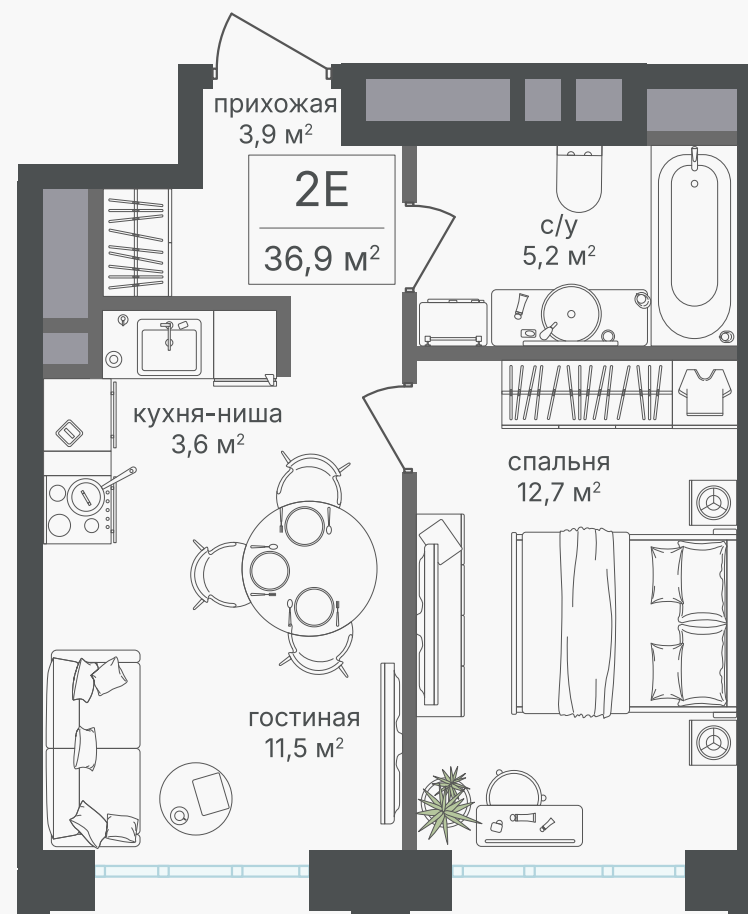 прихожая
3,9 м²
2Е
36,9 м²
с/у
5,2 м²
кухня-ниша
3,6 м²
спальня
12,7 м²
гостиная
11,5 м²